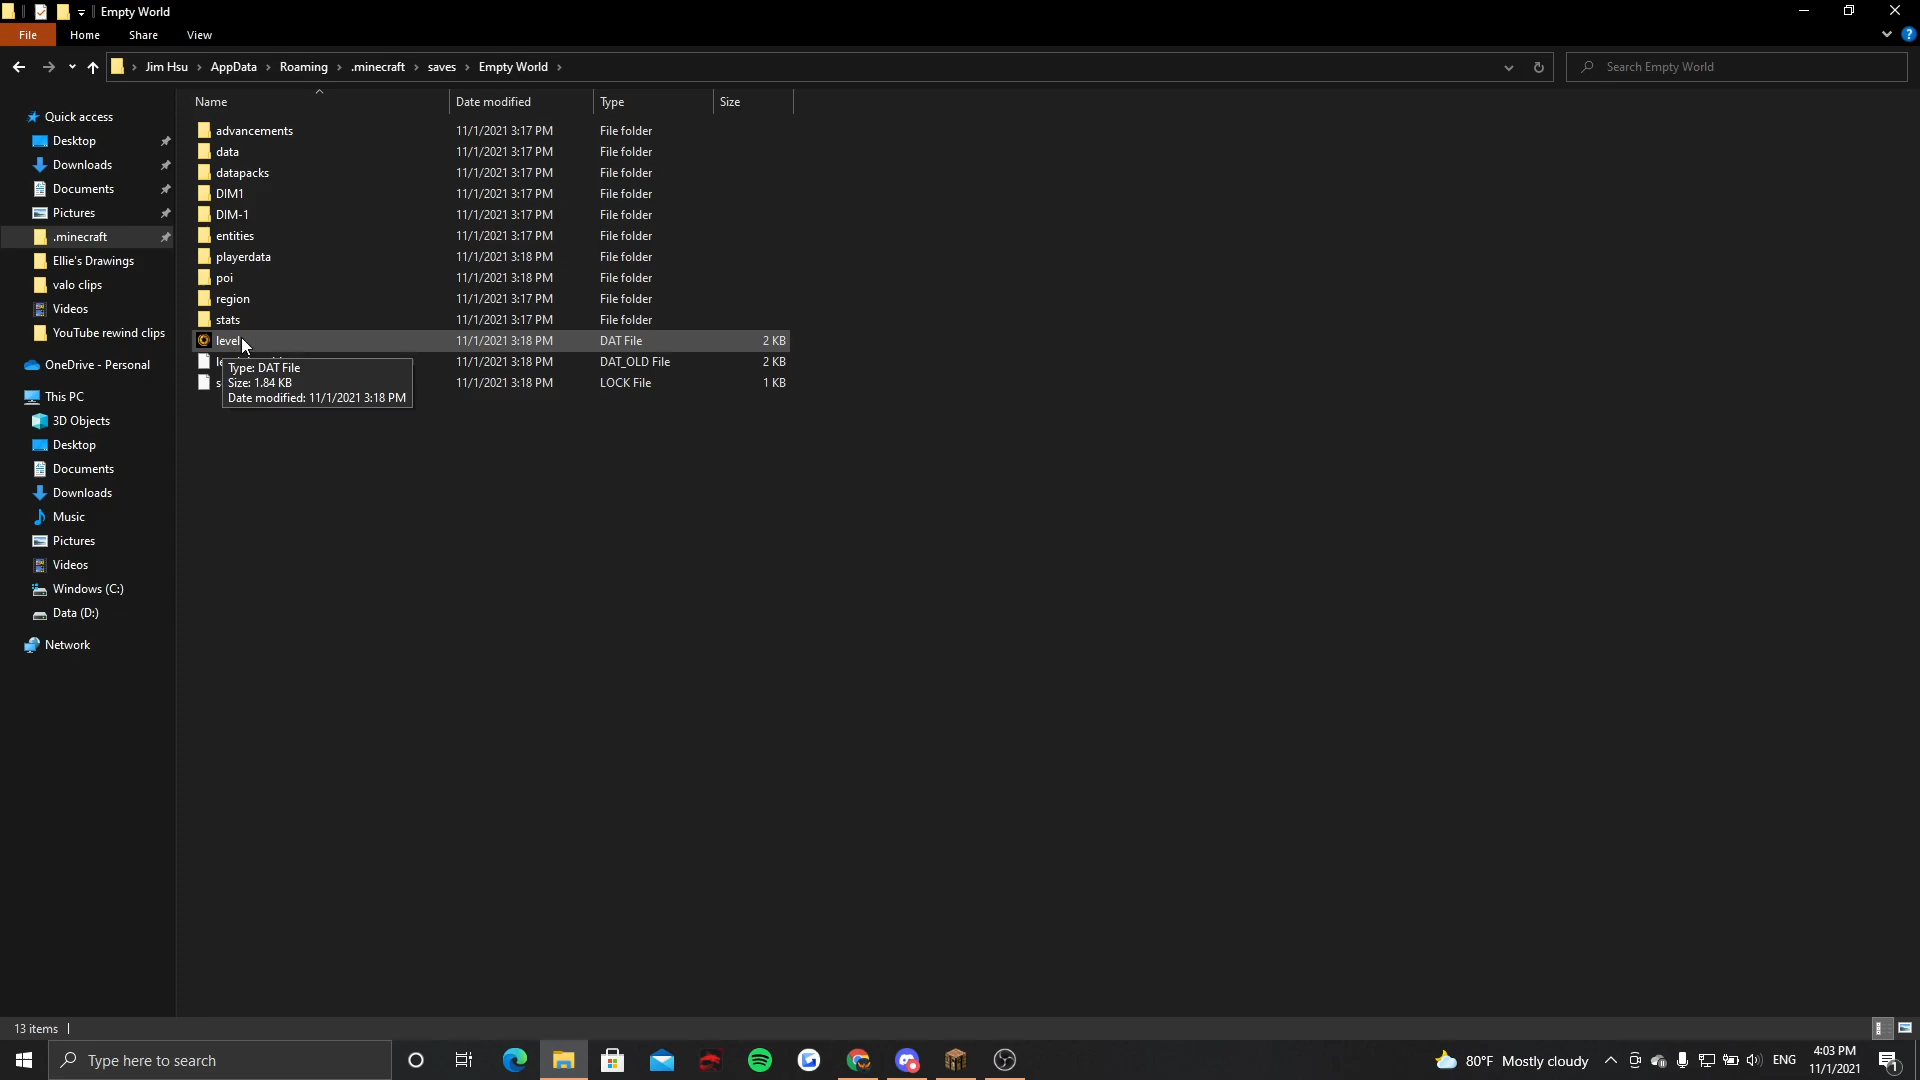 Empty World
File Home Share View
Jim Hsu AppData Roaming .minecraft saves Empty World
Search Empty World
Name Date modified Type Size
Quick access
Desktop
Downloads
Documents
Pictures
.minecraft
Ellie's Drawings
valo clips
Videos
YouTube rewind clips
OneDrive - Personal
This PC
3D Objects
Desktop
Documents
Downloads
Music
Pictures
Videos
Windows (C:)
Data (D:)
Network
advancements 11/1/2021 3:17 PM File folder
data 11/1/2021 3:17 PM File folder
datapacks 11/1/2021 3:17 PM File folder
DIM1 11/1/2021 3:17 PM File folder
DIM-1 11/1/2021 3:17 PM File folder
entities 11/1/2021 3:17 PM File folder
playerdata 11/1/2021 3:18 PM File folder
poi 11/1/2021 3:18 PM File folder
region 11/1/2021 3:17 PM File folder
stats 11/1/2021 3:17 PM File folder
level 11/1/2021 3:18 PM DAT File 2 KB
11/1/2021 3:18 PM DAT_OLD File 2 KB
11/1/2021 3:18 PM LOCK File 1 KB
Type: DAT File
Size: 1.84 KB
Date modified: 11/1/2021 3:18 PM
13 items
Type here to search
80°F Mostly cloudy
ENG
4:03 PM
11/1/2021
1